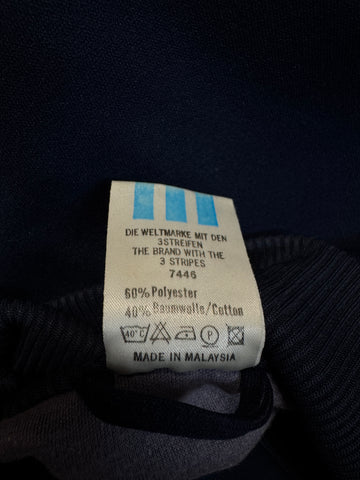 DIE WELTMARKE MIT DEN
3STREIFEN
THE BRAND WITH THE
3 STRIPES
7446
60% Polyester
40% Baumwolle/Cotton
40°C P
MADE IN MALAYSIA